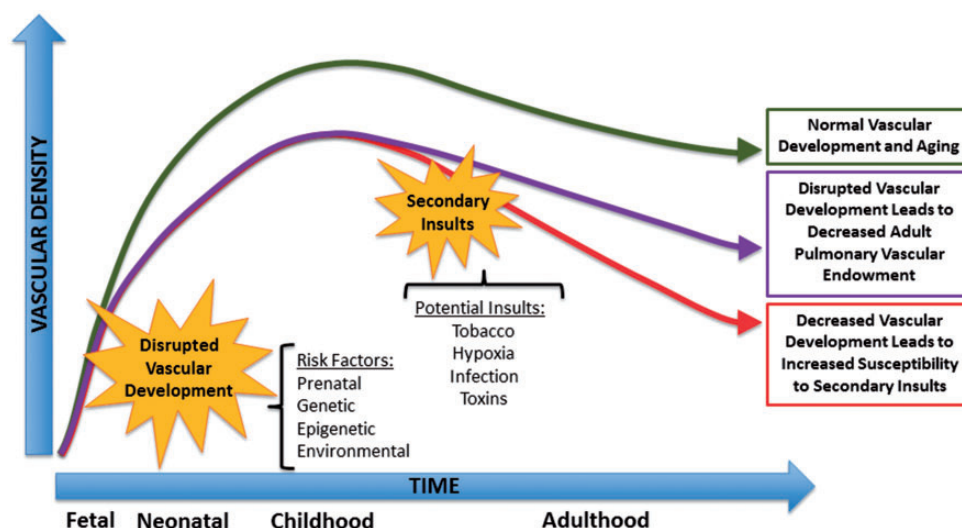 VASCULAR DENSITY
Normal Vascular
Development and Aging
Disrupted Vascular
Development Leads to
Decreased Adult
Pulmonary Vascular
Endowment
Decreased Vascular
Development Leads to
Increased Susceptibility
to Secondary Insults
Secondary
Insults
Potential Insults:
Tobacco
Hypoxia
Infection
Toxins
Disrupted
Vascular
Development
Risk Factors:
Prenatal
Genetic
Epigenetic
Environmental
TIME
Fetal Neonatal Childhood Adulthood